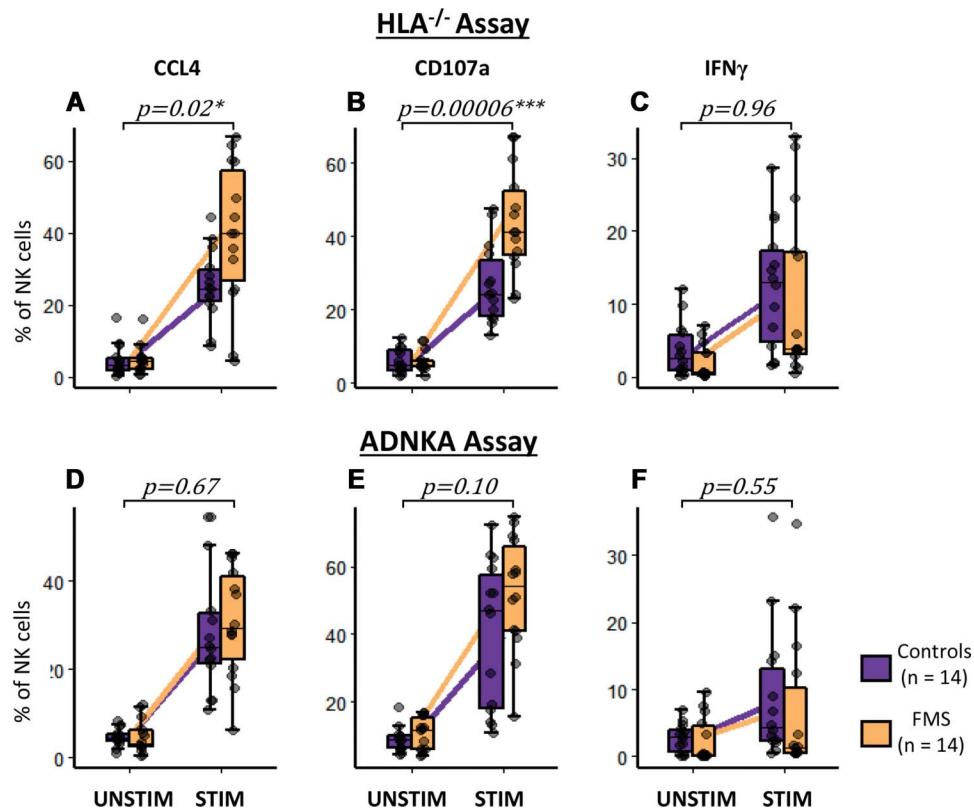 HLA-/- Assay
CCL4 CD107a IFNγ
A B C
p=0.02* p=0.00006*** p=0.96
% of NK cells
60
40
20
0
60
40
20
0
30
20
10
0
ADNKA Assay
D E F
p=0.67 p=0.10 p=0.55
% of NK cells
60
40
20
0
60
40
20
30
20
10
0
Controls
(n = 14)
FMS
(n = 14)
UNSTIM STIM UNSTIM STIM UNSTIM STIM